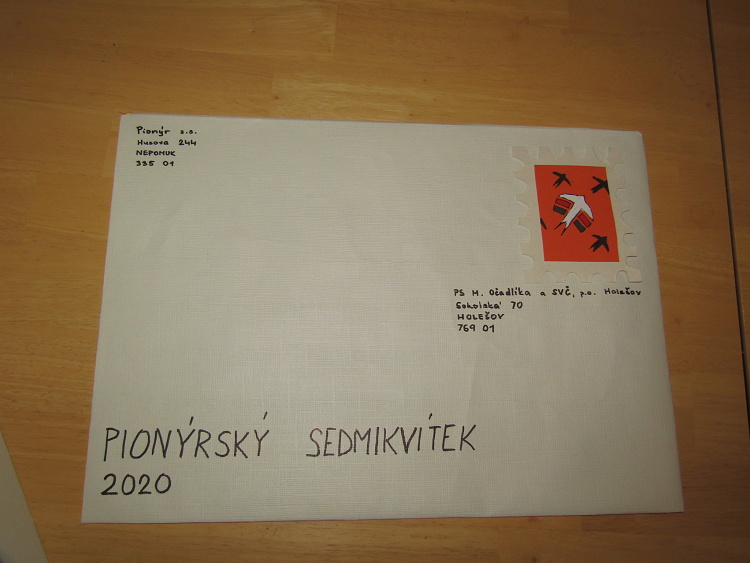 Pionýr z.s.
Husova 244
NEPOMUK
335 01
PS M. Očadlíka a SVČ, p.o. Holešov
Sokolská 70
HOLEŠOV
769 01
PIONÝRSKÝ SEDMIKVÍTEK
2020